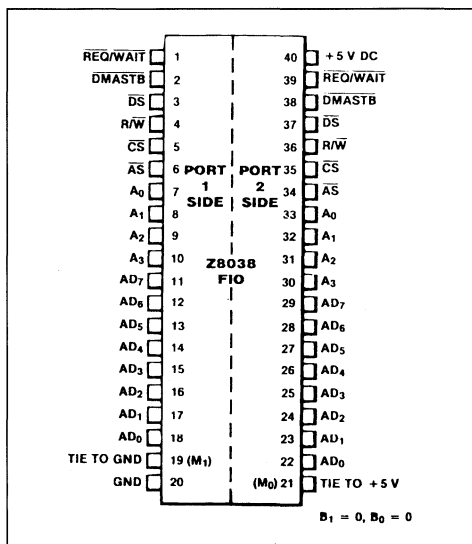 REQ/WAIT 1 40 +5 V DC
DMASTB 2 39 REQ/WAIT
DS 3 38 DMASTB
R/W 4 37 DS
CS 5 36 R/W
AS 6 35 CS
A0 7 34 AS
A1 8 33 A0
A2 9 32 A1
A3 10 31 A2
AD7 11 30 A3
AD6 12 29 AD7
AD5 13 28 AD6
AD4 14 27 AD5
AD3 15 26 AD4
AD2 16 25 AD3
AD1 17 24 AD2
AD0 18 23 AD1
TIE TO GND 19 (M1) 22 AD0
GND 20 (M0) 21 TIE TO +5 V
PORT 1 SIDE
PORT 2 SIDE
Z8038
FIO
B1 = 0, B0 = 0